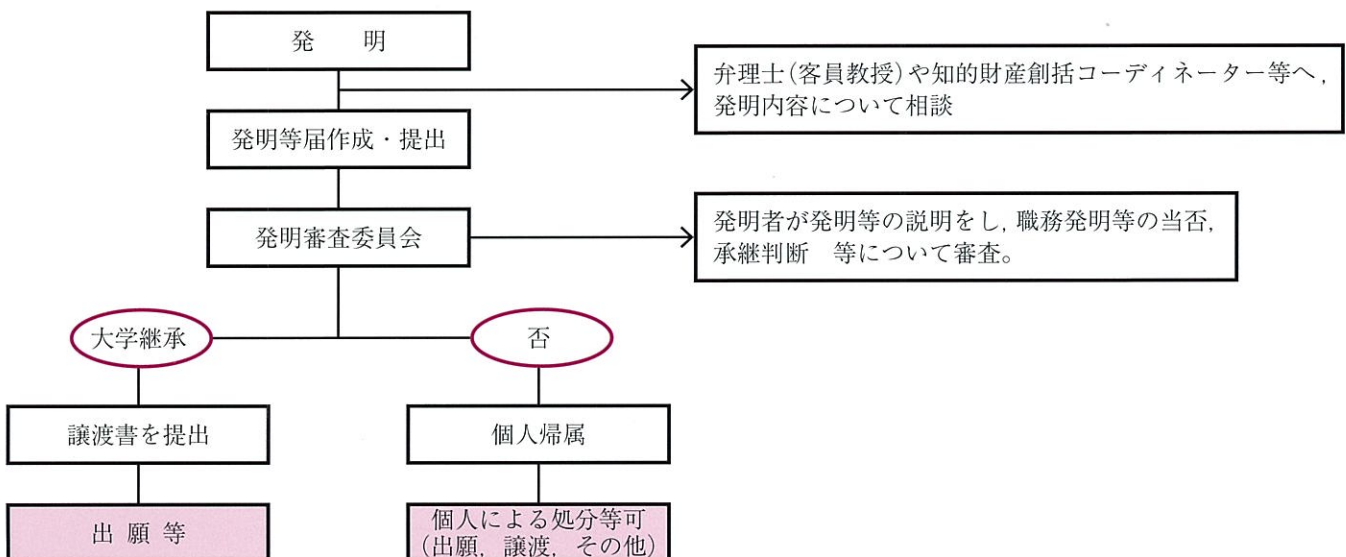 発　明
弁理士(客員教授)や知的財産創括コーディネーター等へ,
発明内容について相談
発明等届作成・提出
発明審査委員会
発明者が発明等の説明をし, 職務発明等の当否,
承継判断　等について審査。
大学継承
否
譲渡書を提出
個人帰属
出 願 等
個人による処分等可
(出願, 譲渡, その他)